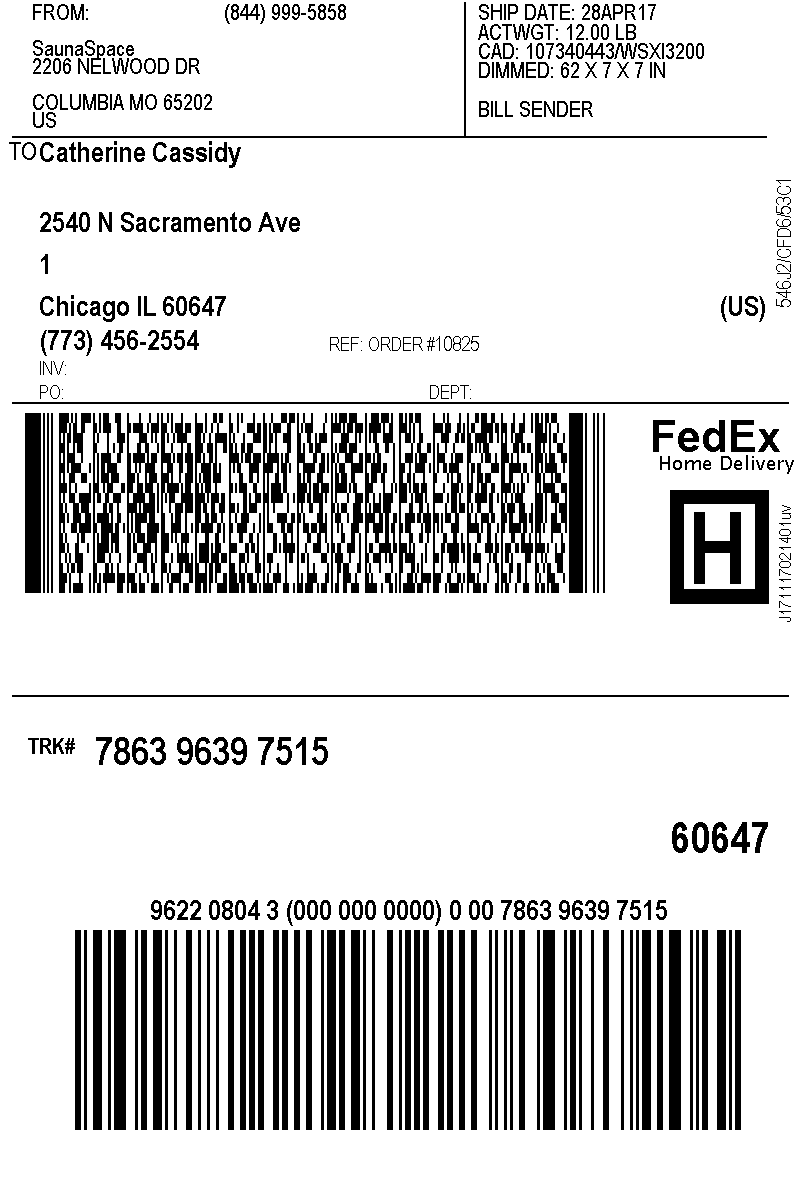 FROM: (844) 999-5858
SaunaSpace
2206 NELWOOD DR
COLUMBIA MO 65202
US
SHIP DATE: 28APR17
ACTWGT: 12.00 LB
CAD: 107340443/WSXI3200
DIMMED: 62 X 7 X 7 IN
BILL SENDER
TO Catherine Cassidy
2540 N Sacramento Ave
1
Chicago IL 60647 (US)
(773) 456-2554 REF: ORDER #10825
INV:
PO: DEPT:
546J2/CFD6/53C1
FedEx
Home Delivery
H
J171117021401uv
TRK# 7863 9639 7515
60647
9622 0804 3 (000 000 0000) 0 00 7863 9639 7515